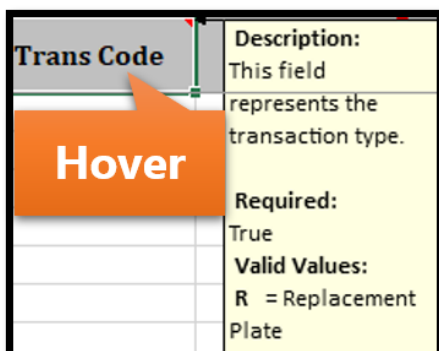 Trans Code
Hover
Description:
This field
represents the
transaction type.
Required:
True
Valid Values:
R = Replacement
Plate